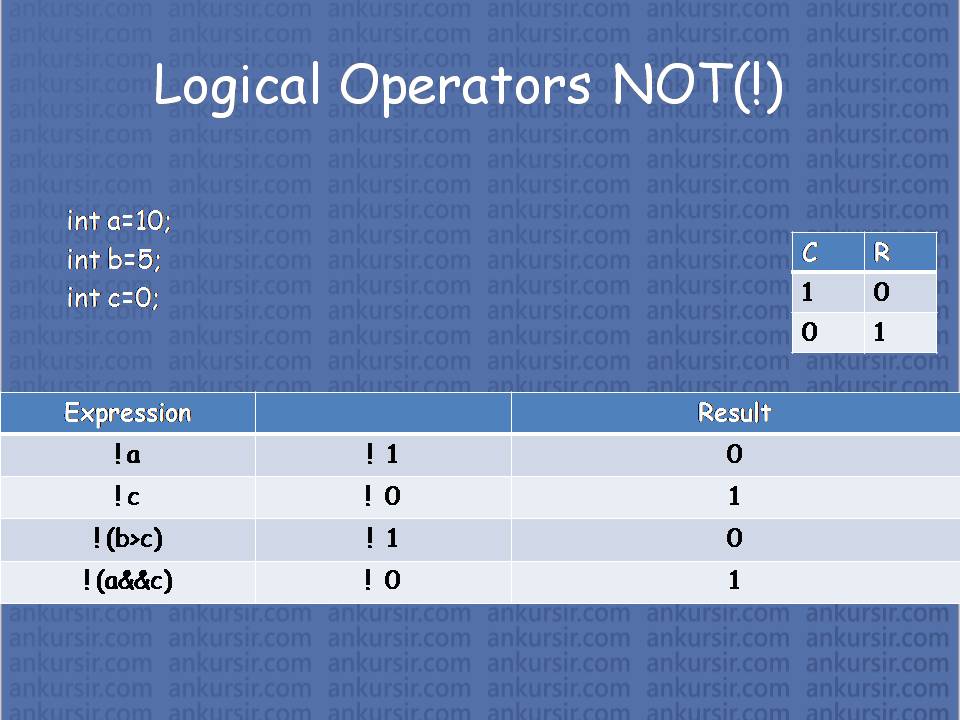 Logical Operators NOT(!)
int a=10;
int b=5;
int c=0;
C R
1 0
0 1
Expression Result
!a ! 1 0
!c ! 0 1
!(b>c) ! 1 0
!(a&&c) ! 0 1
ankursir.com